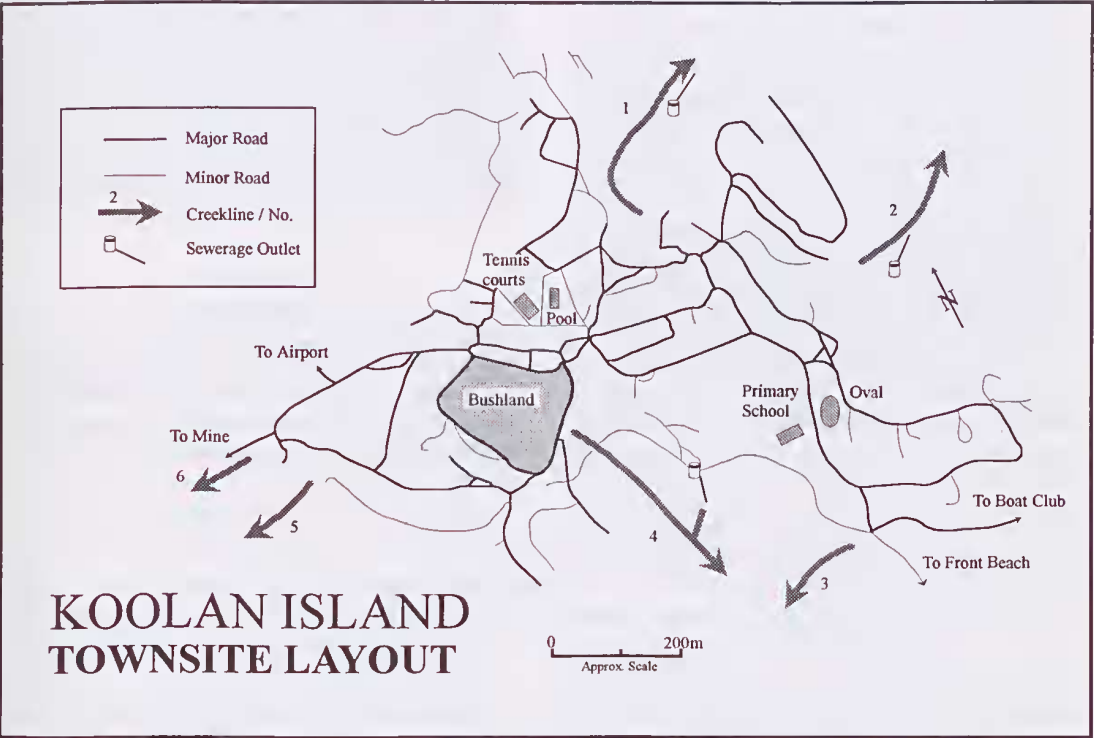 Major Road
Minor Road
2
Creekline / No.
Sewerage Outlet
1
2
N
Tennis
courts
Pool
To Airport
Bushland
Primary
School
Oval
To Mine
6
5
4
3
To Boat Club
To Front Beach
KOOLAN ISLAND
TOWNSITE LAYOUT
0
200m
Approx. Scale